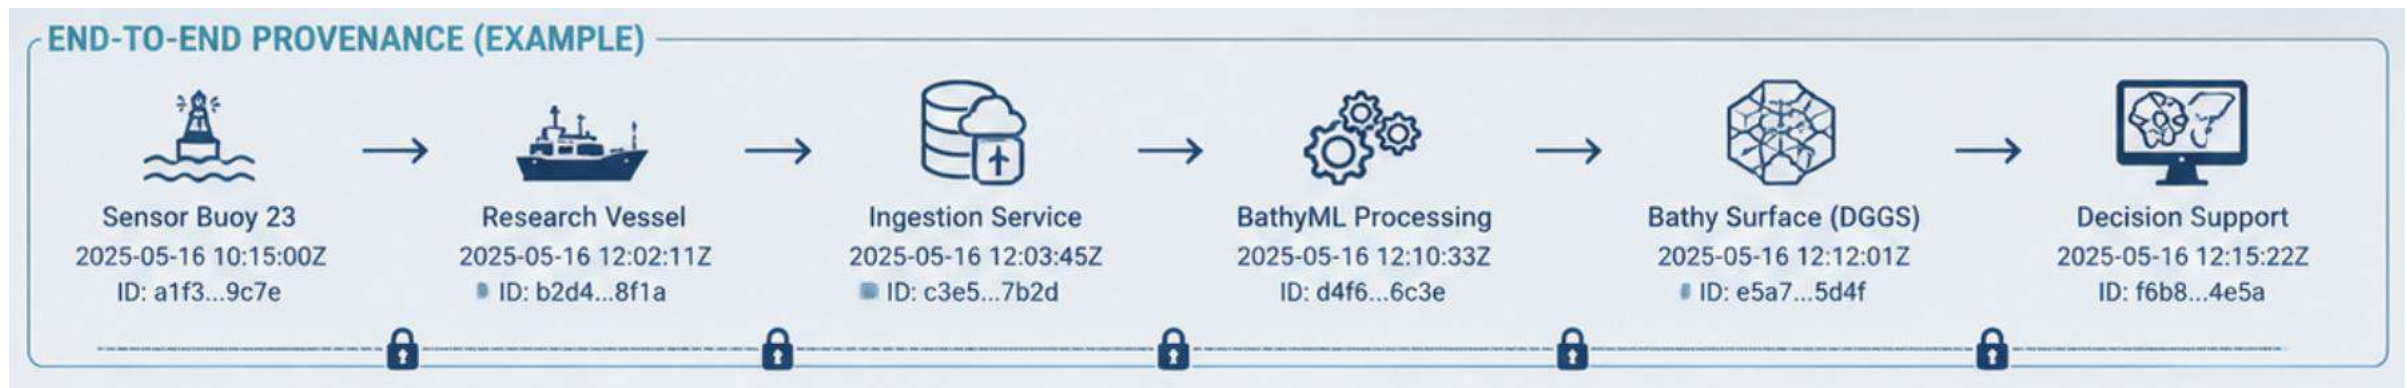 END-TO-END PROVENANCE (EXAMPLE)
Sensor Buoy 23
2025-05-16 10:15:00Z
ID: a1f3...9c7e
Research Vessel
2025-05-16 12:02:11Z
ID: b2d4...8f1a
Ingestion Service
2025-05-16 12:03:45Z
ID: c3e5...7b2d
BathyML Processing
2025-05-16 12:10:33Z
ID: d4f6...6c3e
Bathy Surface (DGGS)
2025-05-16 12:12:01Z
ID: e5a7...5d4f
Decision Support
2025-05-16 12:15:22Z
ID: f6b8...4e5a